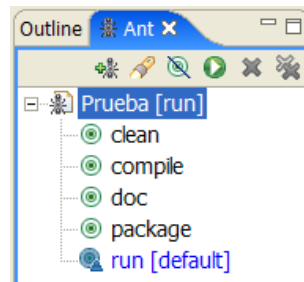 Outline Ant
Prueba [run]
clean
compile
doc
package
run [default]